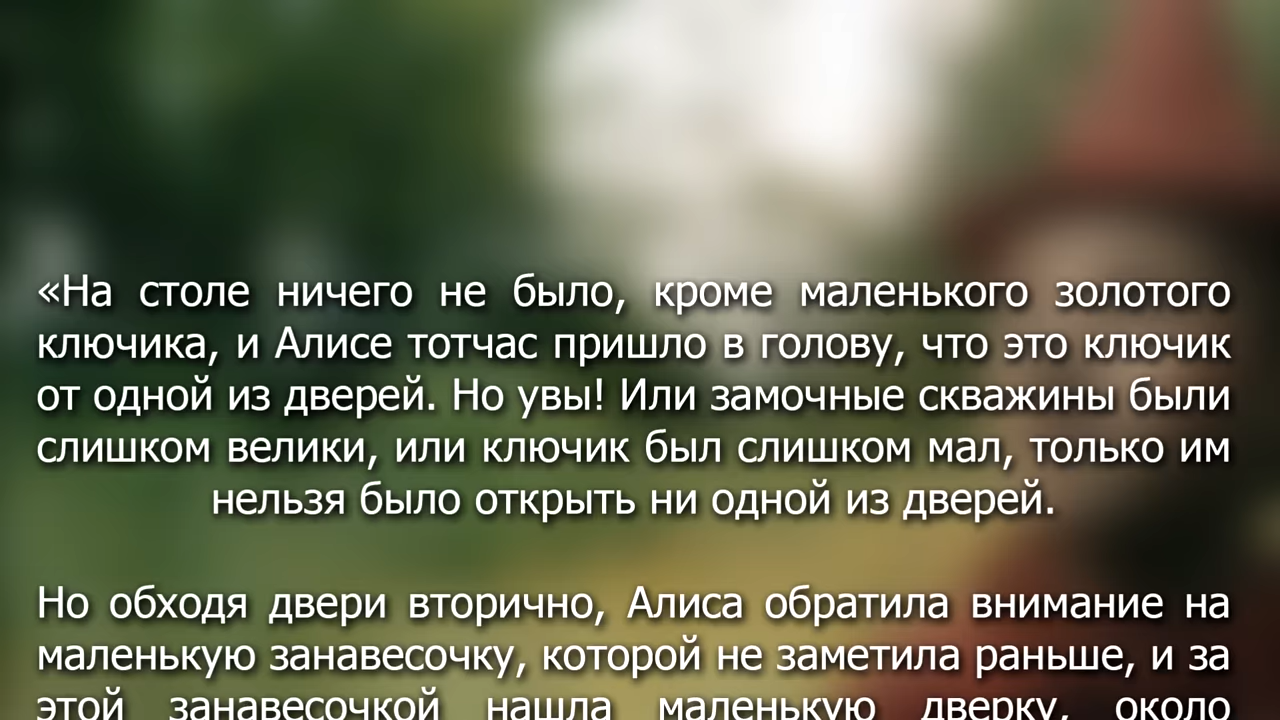 «На столе ничего не было, кроме маленького золотого
ключика, и Алисе тотчас пришло в голову, что это ключик
от одной из дверей. Но увы! Или замочные скважины были
слишком велики, или ключик был слишком мал, только им
нельзя было открыть ни одной из дверей.
Но обходя двери вторично, Алиса обратила внимание на
маленькую занавесочку, которой не заметила раньше, и за
этой занавесочкой нашла маленькую дверку, около